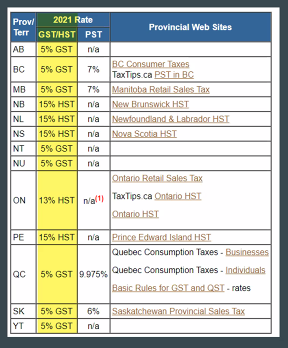 Prov/ Terr 2021 Rate Provincial Web Sites
GST/HST PST
AB 5% GST n/a
BC 5% GST 7% BC Consumer Taxes
TaxTips.ca PST in BC
MB 5% GST 7% Manitoba Retail Sales Tax
NB 15% HST n/a New Brunswick HST
NL 15% HST n/a Newfoundland & Labrador HST
NS 15% HST n/a Nova Scotia HST
NT 5% GST n/a
NU 5% GST n/a
Ontario Retail Sales Tax
ON 13% HST n/a(1) TaxTips.ca Ontario HST
Ontario HST
PE 15% HST n/a Prince Edward Island HST
Quebec Consumption Taxes - Businesses
QC 5% GST 9.975% Quebec Consumption Taxes - Individuals
Basic Rules for GST and QST - rates
SK 5% GST 6% Saskatchewan Provincial Sales Tax
YT 5% GST n/a